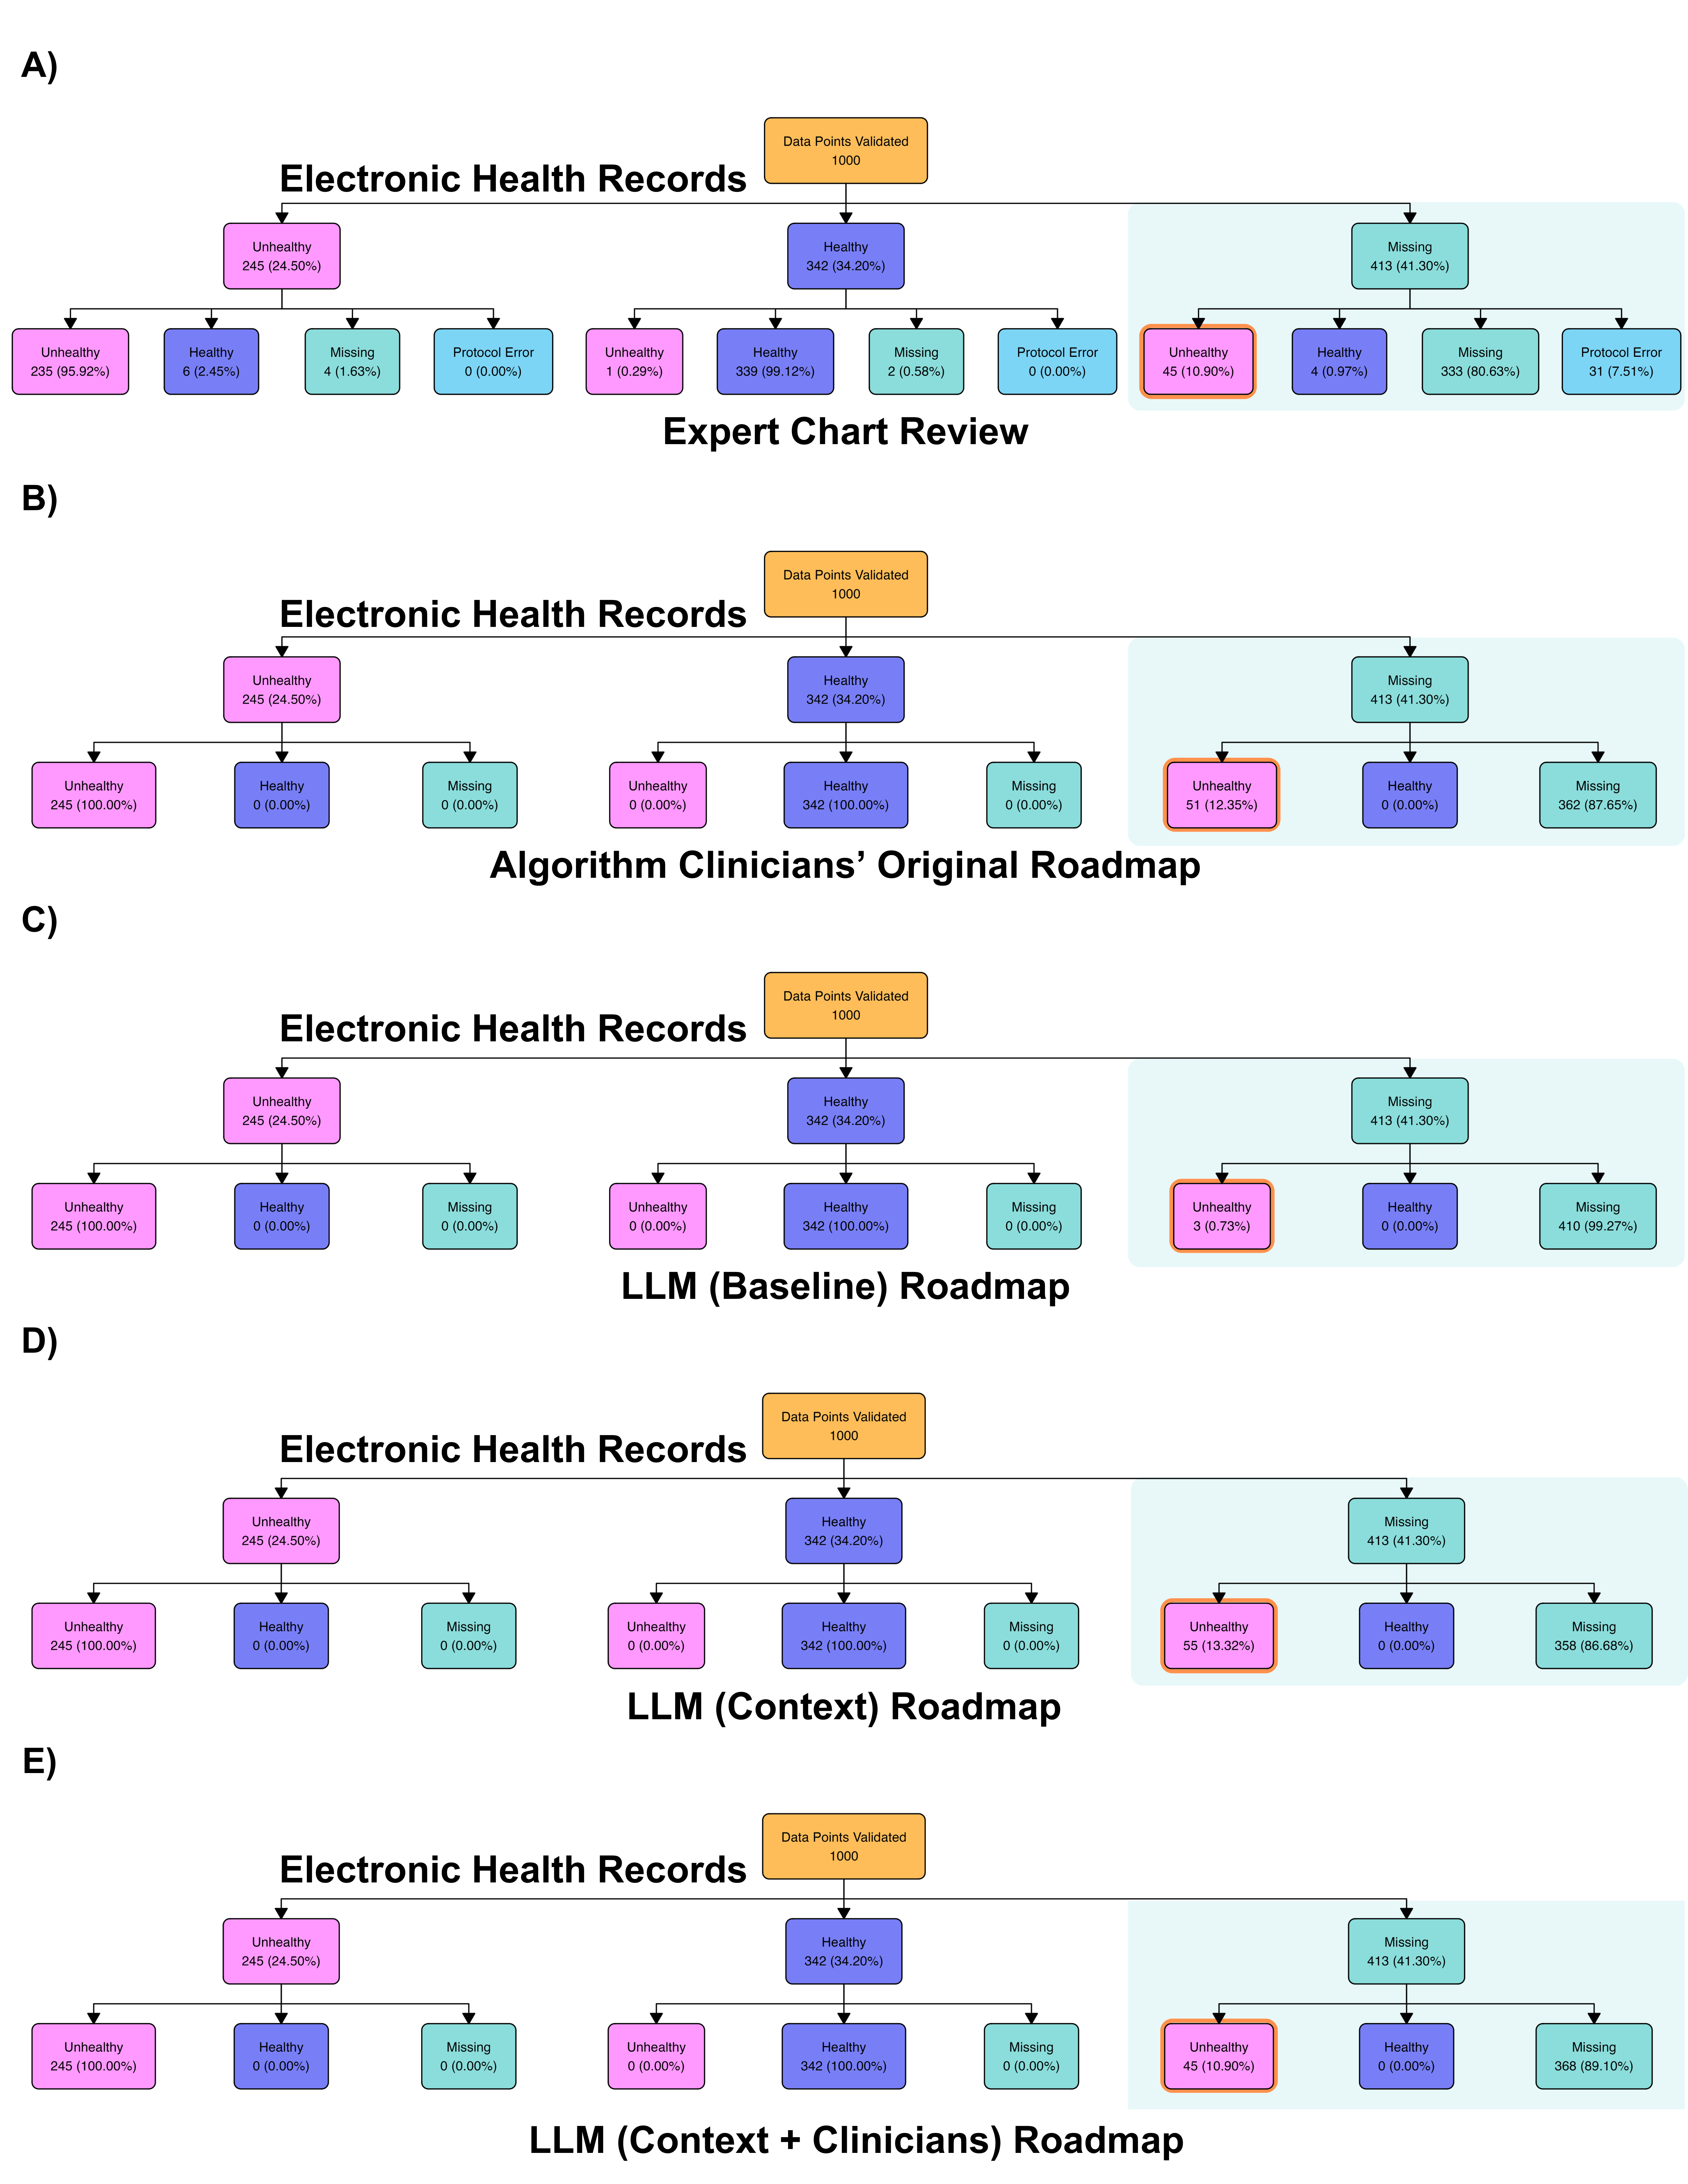 A)
Data Points Validated
1000
Electronic Health Records
Unhealthy
245 (24.50%)
Healthy
342 (34.20%)
Missing
413 (41.30%)
Unhealthy
235 (95.92%)
Healthy
6 (2.45%)
Missing
4 (1.63%)
Protocol Error
0 (0.00%)
Unhealthy
1 (0.29%)
Healthy
339 (99.12%)
Missing
2 (0.58%)
Protocol Error
0 (0.00%)
Unhealthy
45 (10.90%)
Healthy
4 (0.97%)
Missing
333 (80.63%)
Protocol Error
31 (7.51%)
Expert Chart Review
B)
Data Points Validated
1000
Electronic Health Records
Unhealthy
245 (24.50%)
Healthy
342 (34.20%)
Missing
413 (41.30%)
Unhealthy
245 (100.00%)
Healthy
0 (0.00%)
Missing
0 (0.00%)
Unhealthy
0 (0.00%)
Healthy
342 (100.00%)
Missing
0 (0.00%)
Unhealthy
51 (12.35%)
Healthy
0 (0.00%)
Missing
362 (87.65%)
Algorithm Clinicians’ Original Roadmap
C)
Data Points Validated
1000
Electronic Health Records
Unhealthy
245 (24.50%)
Healthy
342 (34.20%)
Missing
413 (41.30%)
Unhealthy
245 (100.00%)
Healthy
0 (0.00%)
Missing
0 (0.00%)
Unhealthy
0 (0.00%)
Healthy
342 (100.00%)
Missing
0 (0.00%)
Unhealthy
3 (0.73%)
Healthy
0 (0.00%)
Missing
410 (99.27%)
LLM (Baseline) Roadmap
D)
Data Points Validated
1000
Electronic Health Records
Unhealthy
245 (24.50%)
Healthy
342 (34.20%)
Missing
413 (41.30%)
Unhealthy
245 (100.00%)
Healthy
0 (0.00%)
Missing
0 (0.00%)
Unhealthy
0 (0.00%)
Healthy
342 (100.00%)
Missing
0 (0.00%)
Unhealthy
55 (13.32%)
Healthy
0 (0.00%)
Missing
358 (86.68%)
LLM (Context) Roadmap
E)
Data Points Validated
1000
Electronic Health Records
Unhealthy
245 (24.50%)
Healthy
342 (34.20%)
Missing
413 (41.30%)
Unhealthy
245 (100.00%)
Healthy
0 (0.00%)
Missing
0 (0.00%)
Unhealthy
0 (0.00%)
Healthy
342 (100.00%)
Missing
0 (0.00%)
Unhealthy
45 (10.90%)
Healthy
0 (0.00%)
Missing
368 (89.10%)
LLM (Context + Clinicians) Roadmap